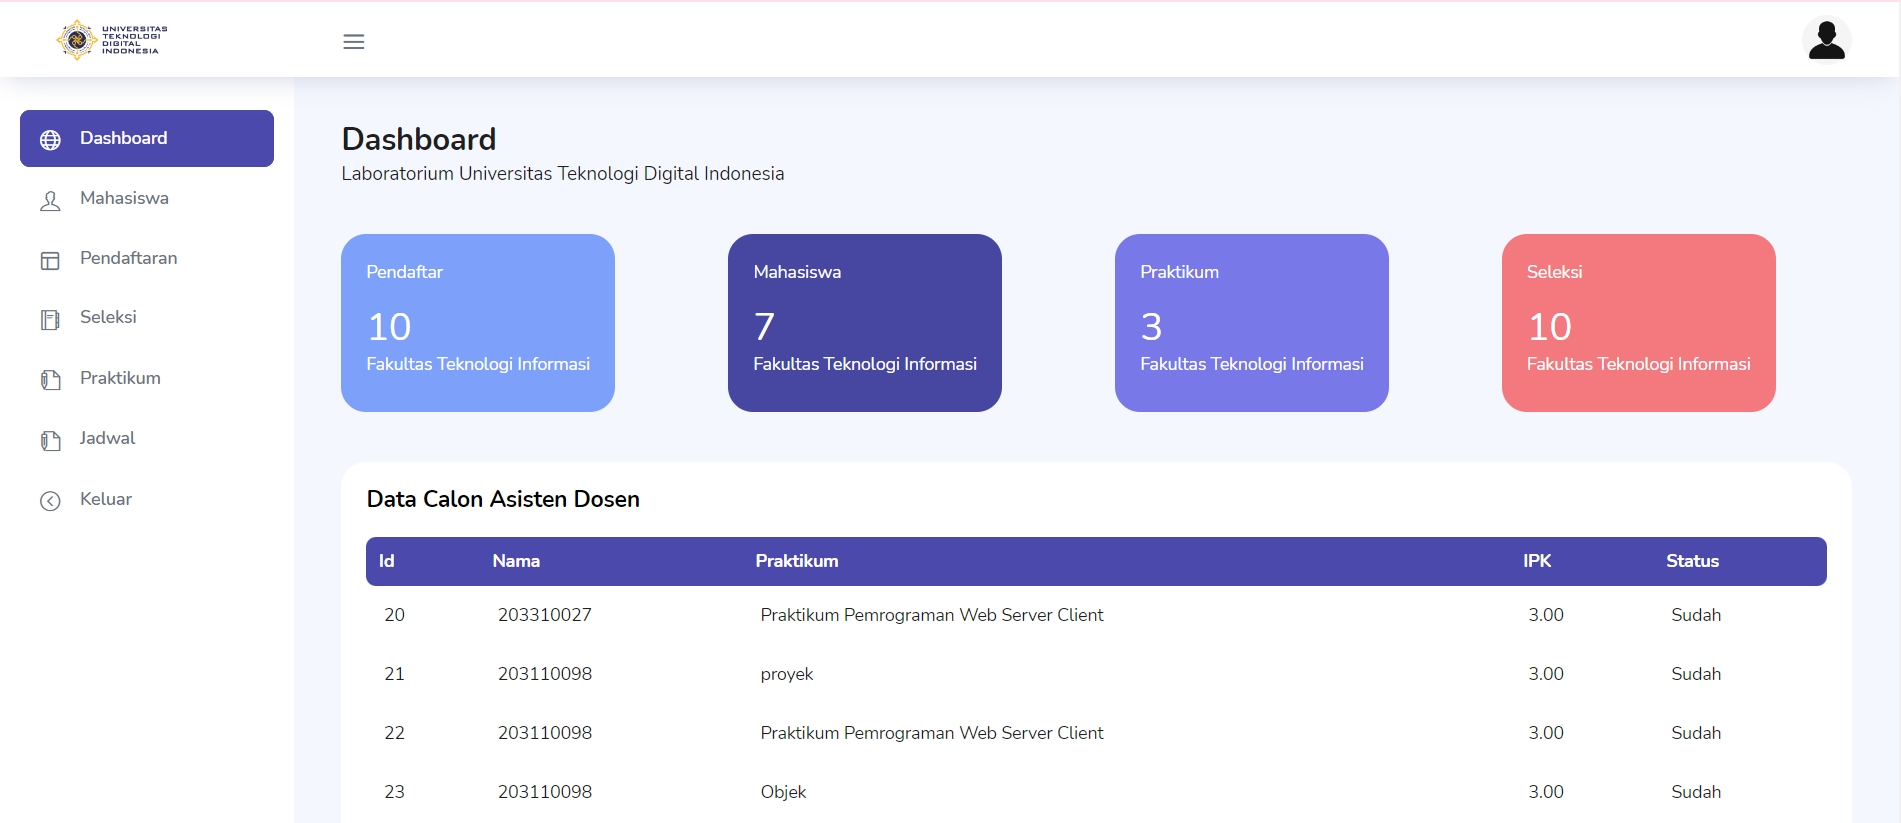 UNIVERSITAS
TEKNOLOGI
DIGITAL
INDONESIA
Dashboard
Mahasiswa
Pendaftaran
Seleksi
Praktikum
Jadwal
Keluar
Dashboard
Laboratorium Universitas Teknologi Digital Indonesia
Pendaftar
10
Fakultas Teknologi Informasi
Mahasiswa
7
Fakultas Teknologi Informasi
Praktikum
3
Fakultas Teknologi Informasi
Seleksi
10
Fakultas Teknologi Informasi
Data Calon Asisten Dosen
Id Nama Praktikum IPK Status
20 203310027 Praktikum Pemrograman Web Server Client 3.00 Sudah
21 203110098 proyek 3.00 Sudah
22 203110098 Praktikum Pemrograman Web Server Client 3.00 Sudah
23 203110098 Objek 3.00 Sudah